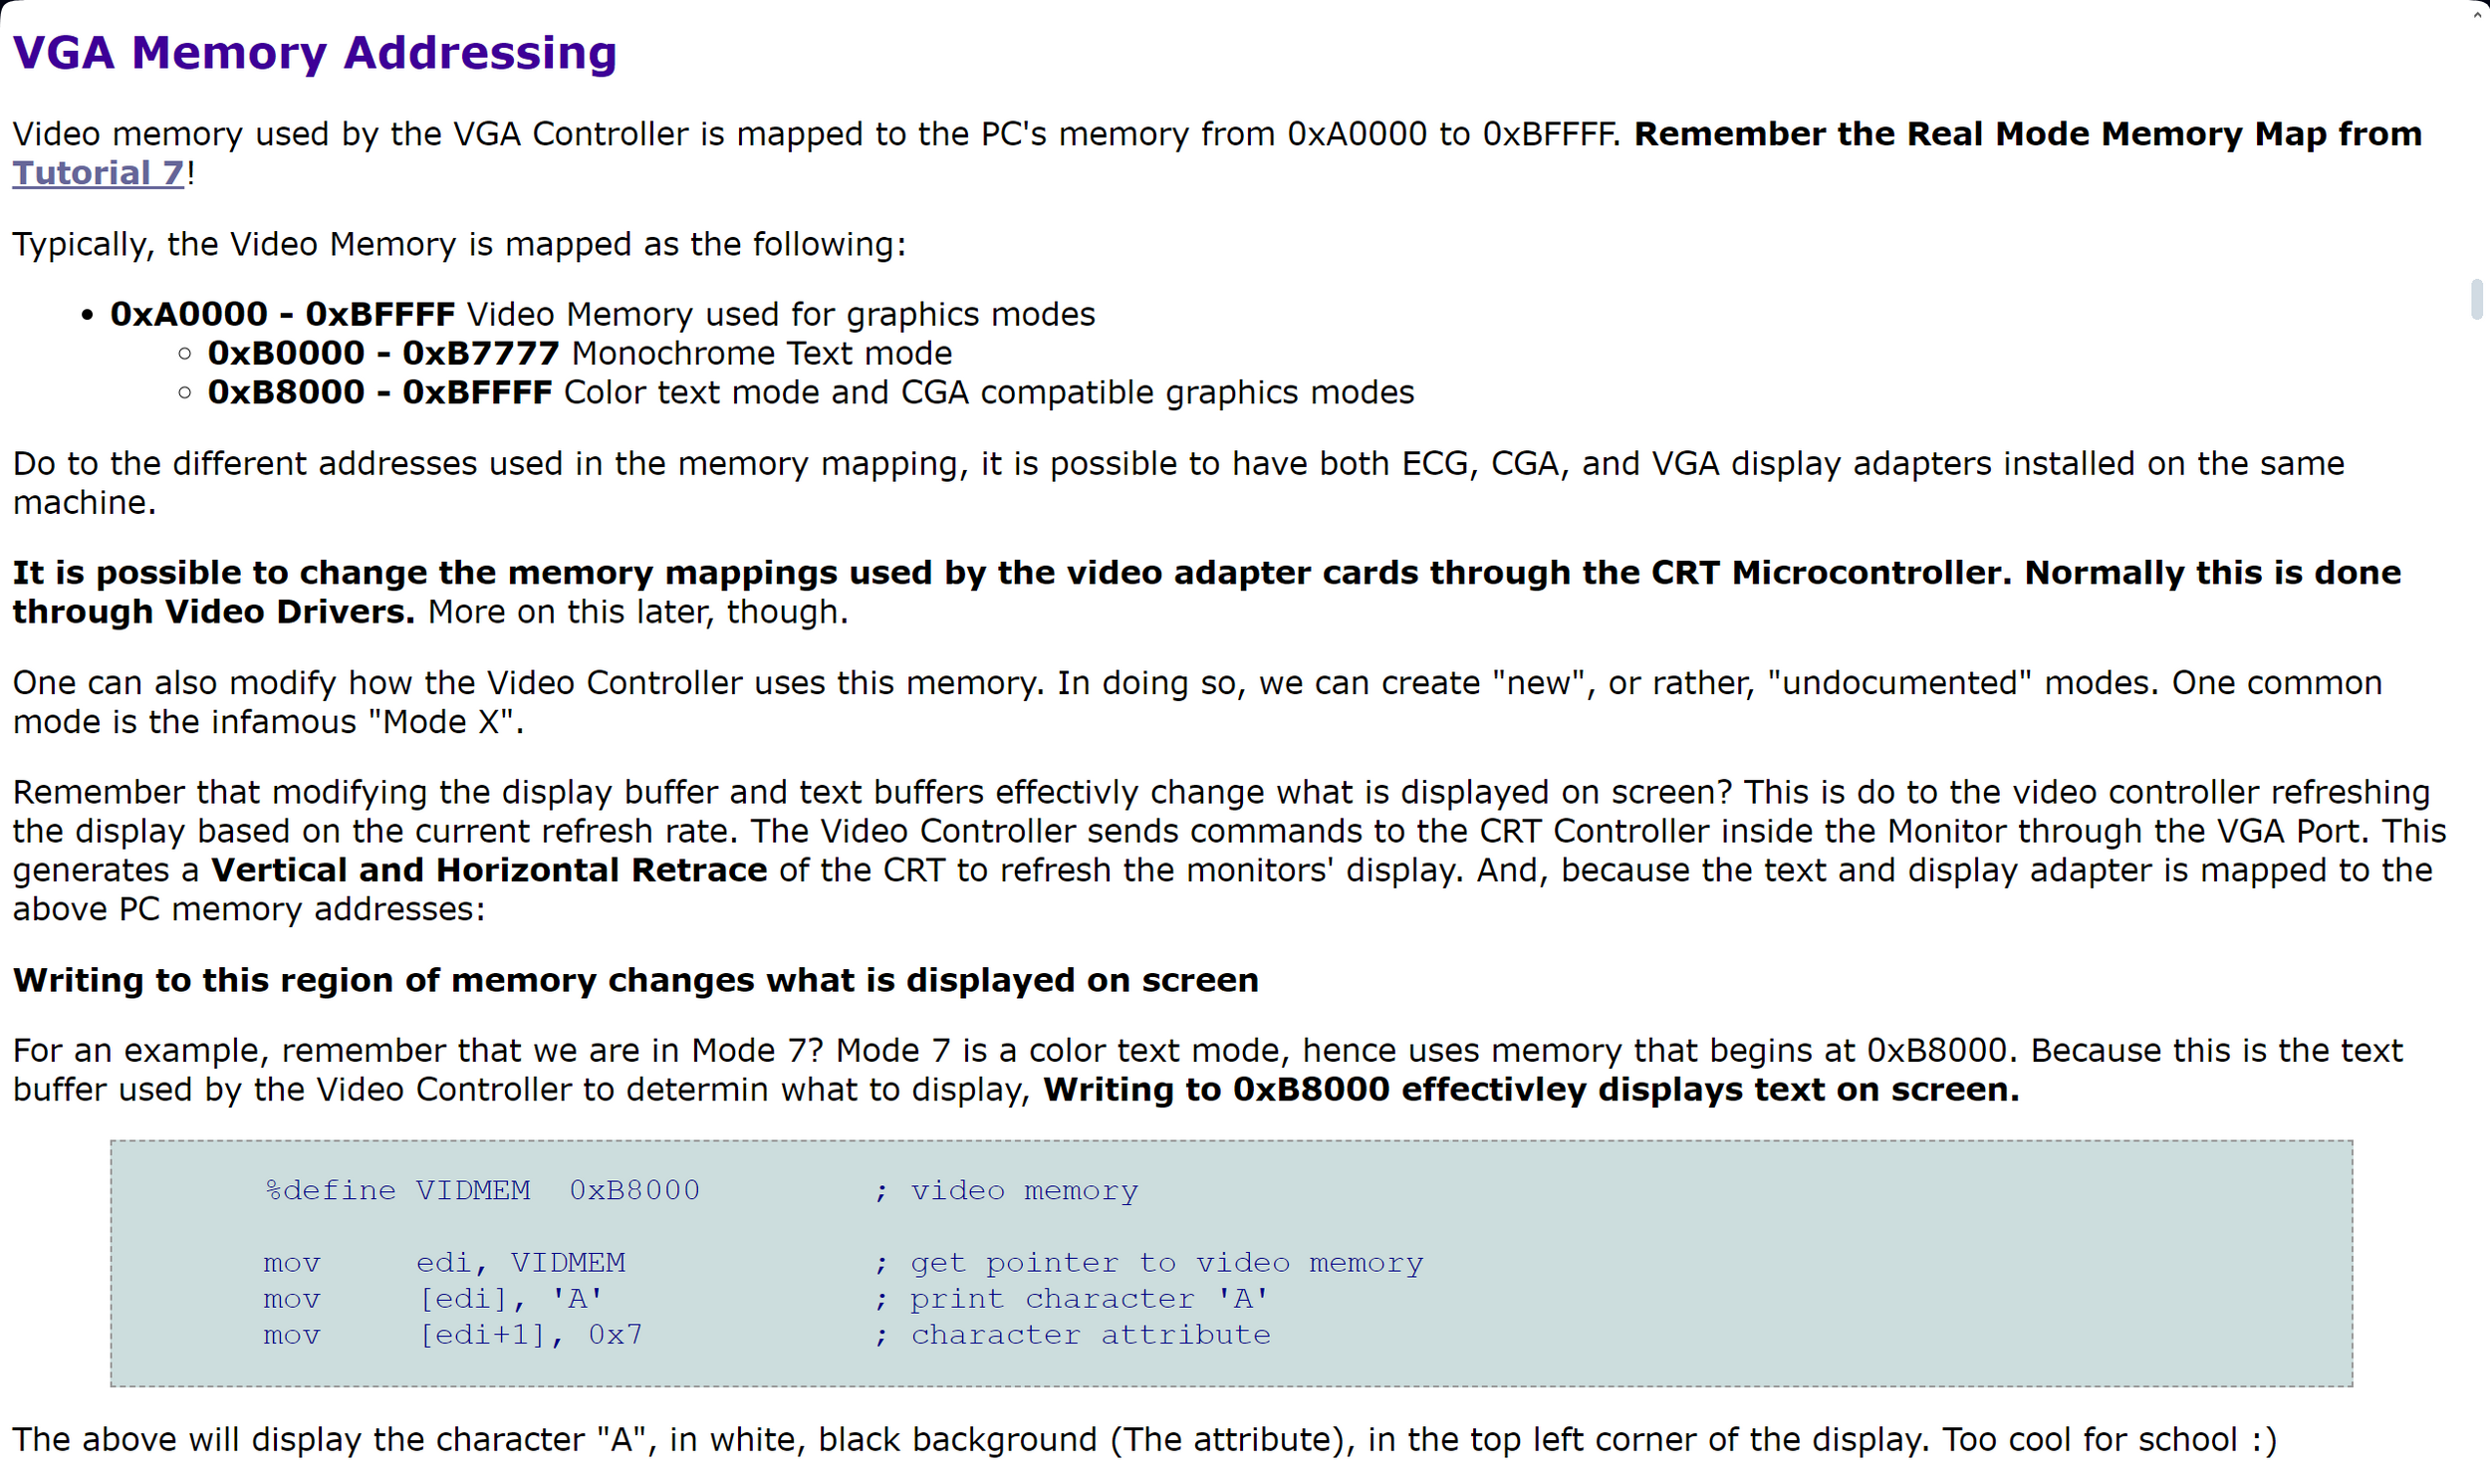 VGA Memory Addressing
Video memory used by the VGA Controller is mapped to the PC's memory from 0xA0000 to 0xBFFFF. Remember the Real Mode Memory Map from
Tutorial 7!
Typically, the Video Memory is mapped as the following:
• 0xA0000 - 0xBFFFF Video Memory used for graphics modes
○ 0xB0000 - 0xB7777 Monochrome Text mode
○ 0xB8000 - 0xBFFFF Color text mode and CGA compatible graphics modes
Do to the different addresses used in the memory mapping, it is possible to have both ECG, CGA, and VGA display adapters installed on the same
machine.
It is possible to change the memory mappings used by the video adapter cards through the CRT Microcontroller. Normally this is done
through Video Drivers. More on this later, though.
One can also modify how the Video Controller uses this memory. In doing so, we can create "new", or rather, "undocumented" modes. One common
mode is the infamous "Mode X".
Remember that modifying the display buffer and text buffers effectivly change what is displayed on screen? This is do to the video controller refreshing
the display based on the current refresh rate. The Video Controller sends commands to the CRT Controller inside the Monitor through the VGA Port. This
generates a Vertical and Horizontal Retrace of the CRT to refresh the monitors' display. And, because the text and display adapter is mapped to the
above PC memory addresses:
Writing to this region of memory changes what is displayed on screen
For an example, remember that we are in Mode 7? Mode 7 is a color text mode, hence uses memory that begins at 0xB8000. Because this is the text
buffer used by the Video Controller to determin what to display, Writing to 0xB8000 effectivley displays text on screen.
%define VIDMEM  0xB8000         ; video memory
mov     edi, VIDMEM             ; get pointer to video memory
mov     [edi], 'A'              ; print character 'A'
mov     [edi+1], 0x7            ; character attribute
The above will display the character "A", in white, black background (The attribute), in the top left corner of the display. Too cool for school :)